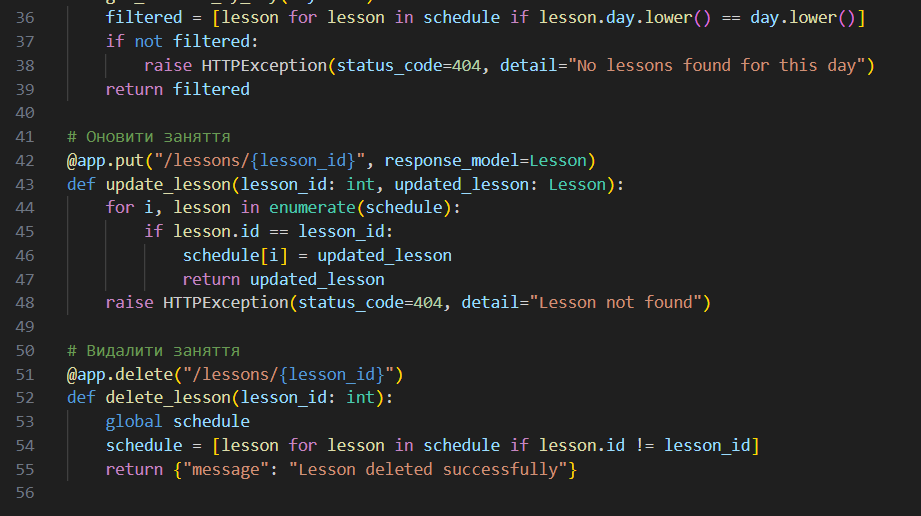 36 filtered = [lesson for lesson in schedule if lesson.day.lower() == day.lower()]
37 if not filtered:
38 raise HTTPException(status_code=404, detail="No lessons found for this day")
39 return filtered
40
41 # Оновити заняття
42 @app.put("/lessons/{lesson_id}", response_model=Lesson)
43 def update_lesson(lesson_id: int, updated_lesson: Lesson):
44 for i, lesson in enumerate(schedule):
45 if lesson.id == lesson_id:
46 schedule[i] = updated_lesson
47 return updated_lesson
48 raise HTTPException(status_code=404, detail="Lesson not found")
49
50 # Видалити заняття
51 @app.delete("/lessons/{lesson_id}")
52 def delete_lesson(lesson_id: int):
53 global schedule
54 schedule = [lesson for lesson in schedule if lesson.id != lesson_id]
55 return {"message": "Lesson deleted successfully"}
56